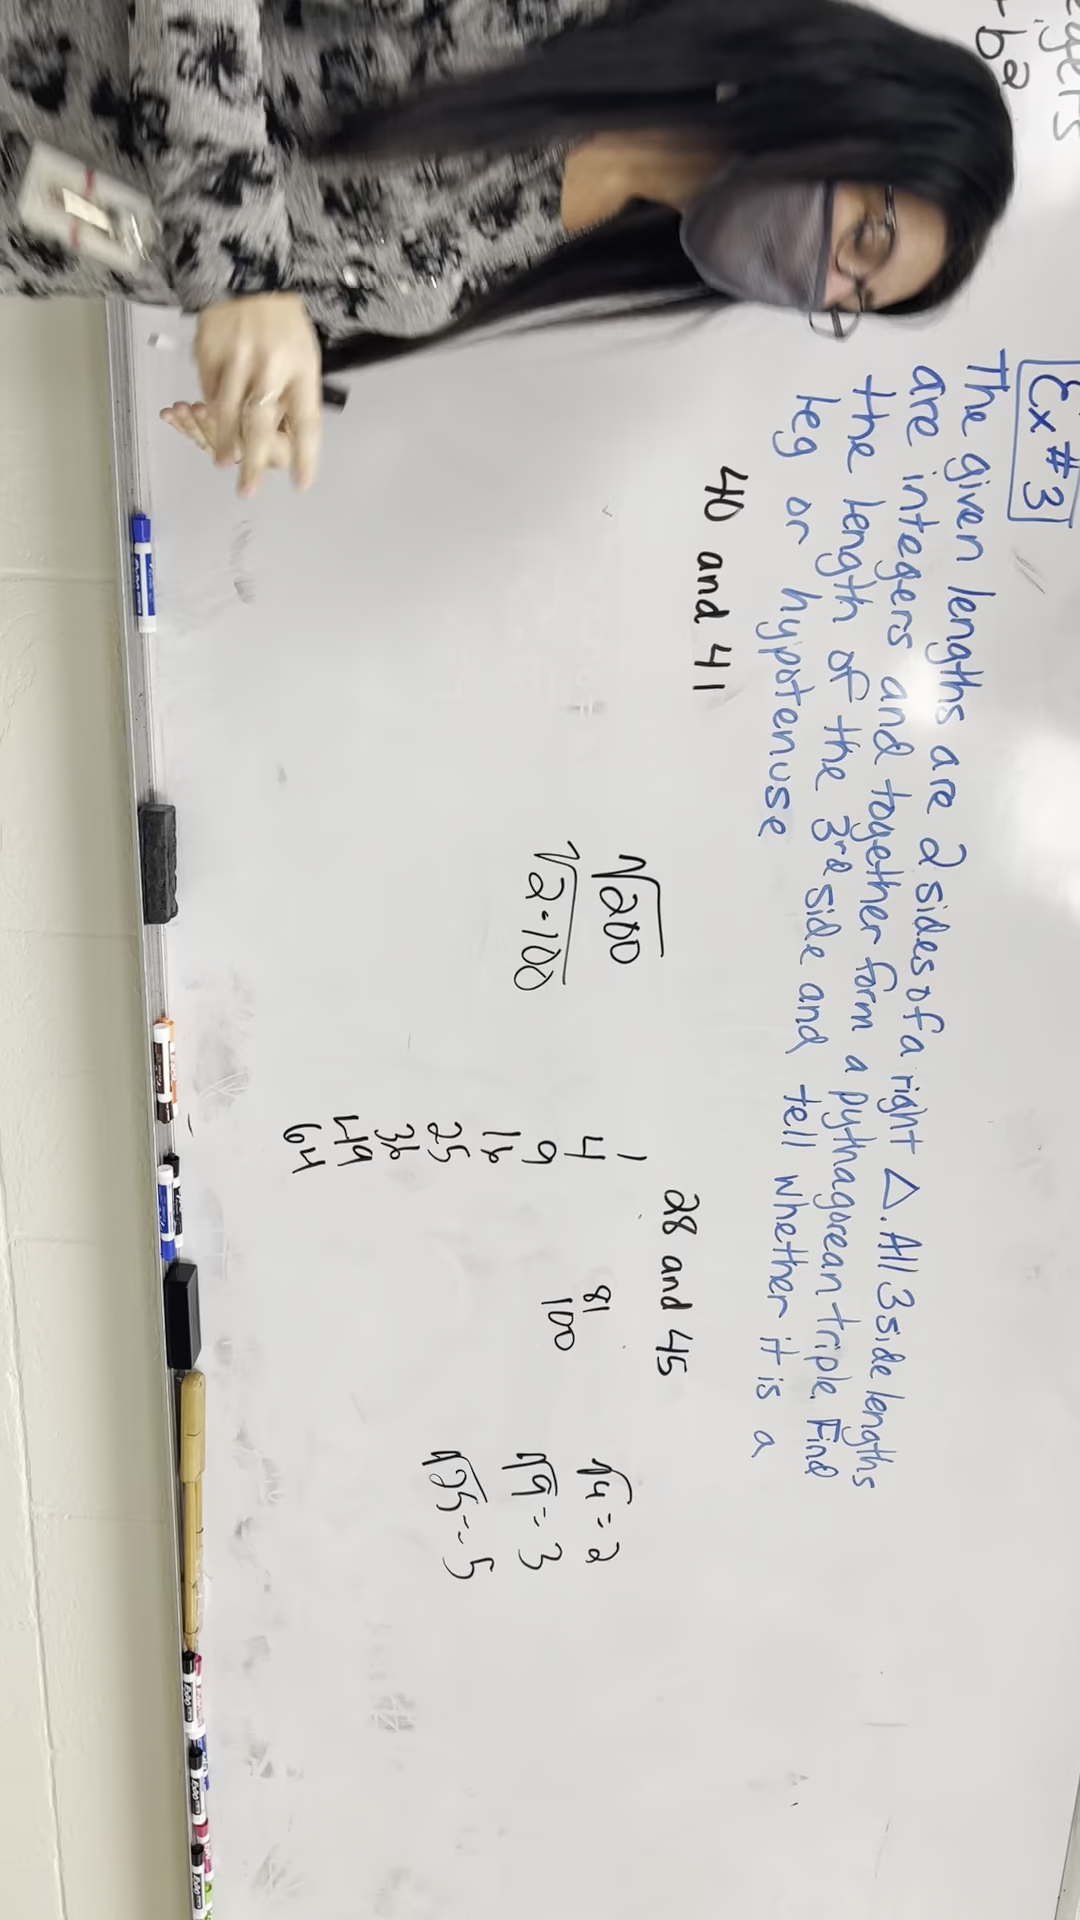 egers
+ b2
Ex #3
The given lengths are 2 sides of a right △. All 3 side lengths
are integers and together form a pythagorean triple. Find
the length of the 3rd side and tell whether it is a
leg or hypotenuse
40 and 41
28 and 45
√200
√2·100
1
4
9
16
25
36
49
64
81
100
√4 = 2
√9 = 3
√25 = 5